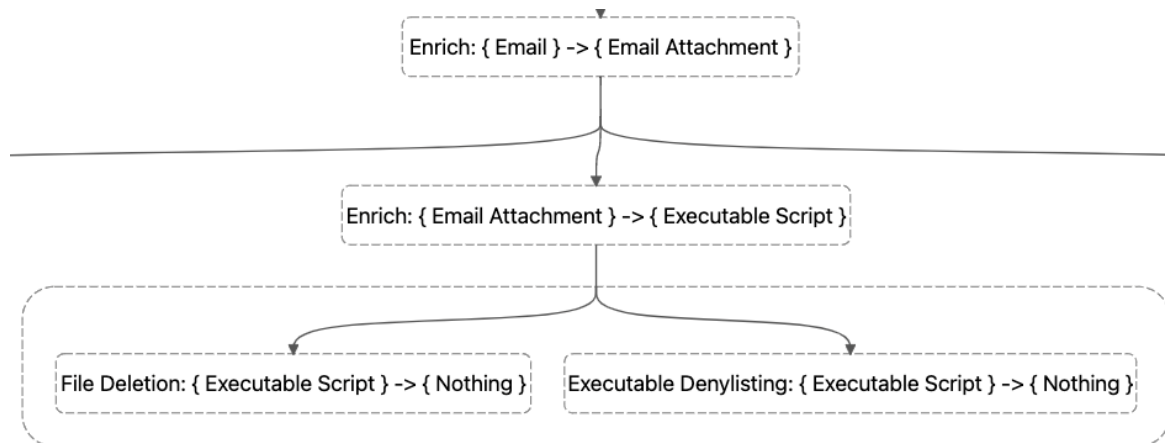 Enrich: { Email } -> { Email Attachment }
Enrich: { Email Attachment } -> { Executable Script }
File Deletion: { Executable Script } -> { Nothing }
Executable Denylisting: { Executable Script } -> { Nothing }